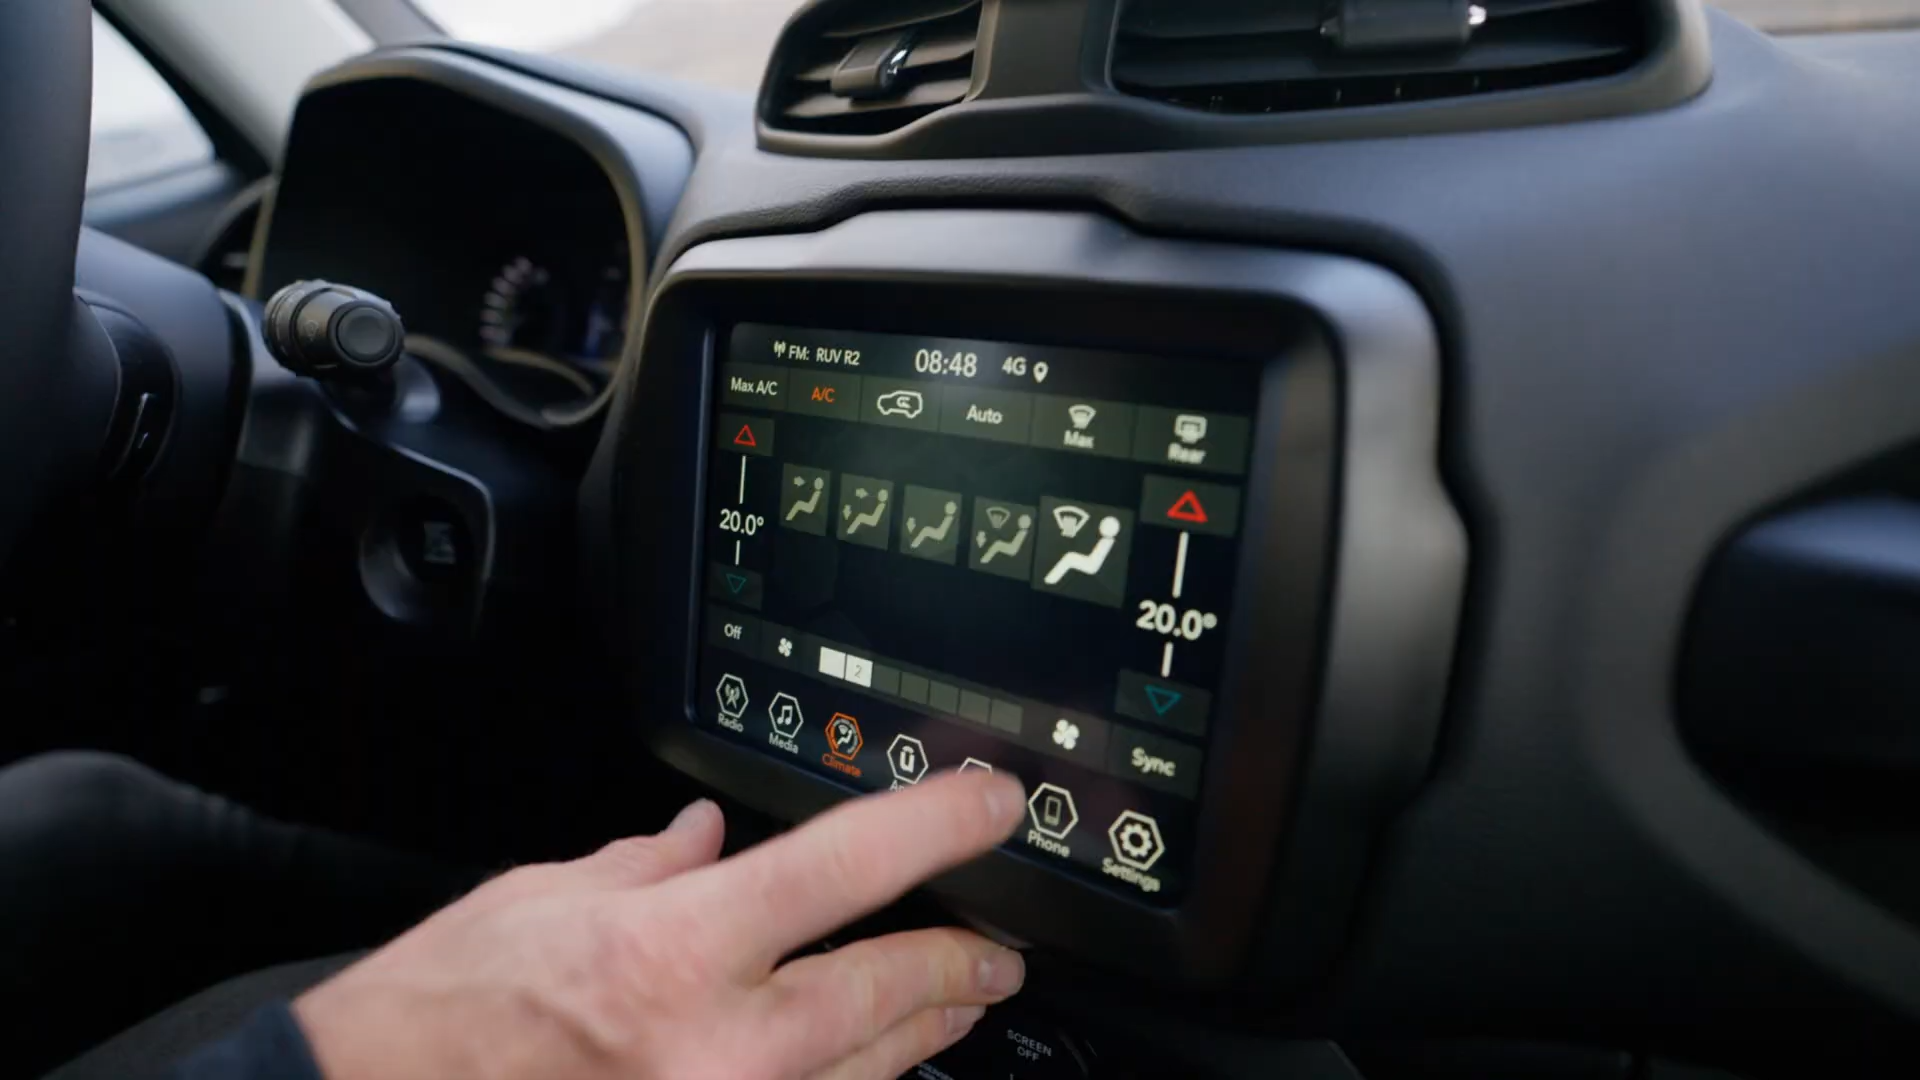 FM: RUV R2 08:48 4G
Max A/C A/C Auto Max Rear
20.0°
20.0°
Off 2 Sync
Radio Media Climate Phone Settings
SCREEN
OFF